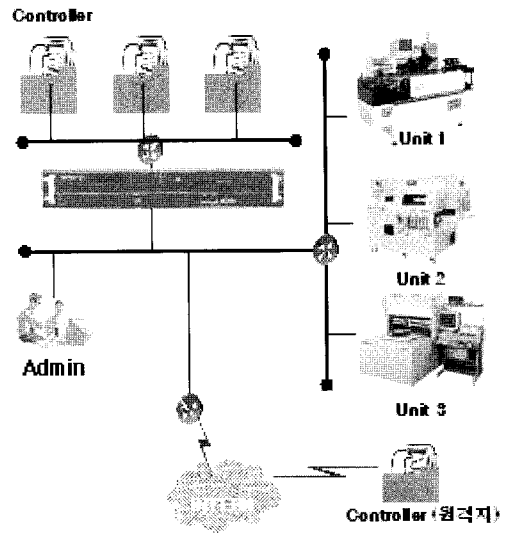 Controller
Unit 1
Unit 2
Admin
Unit 3
Controller (원격지)